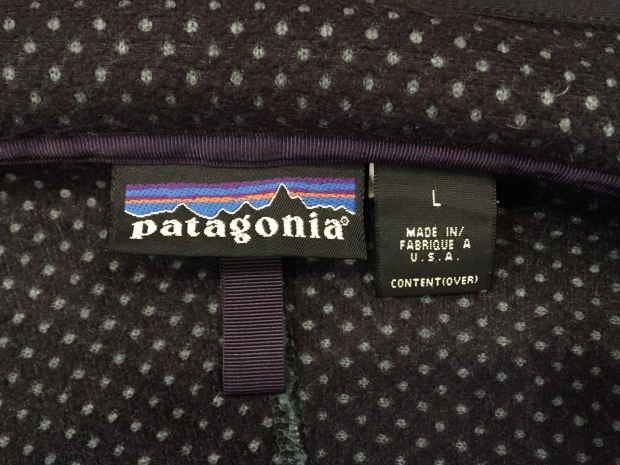 patagonia®
L
MADE IN/
FABRIQUE A
U.S.A.
CONTENT(OVER)